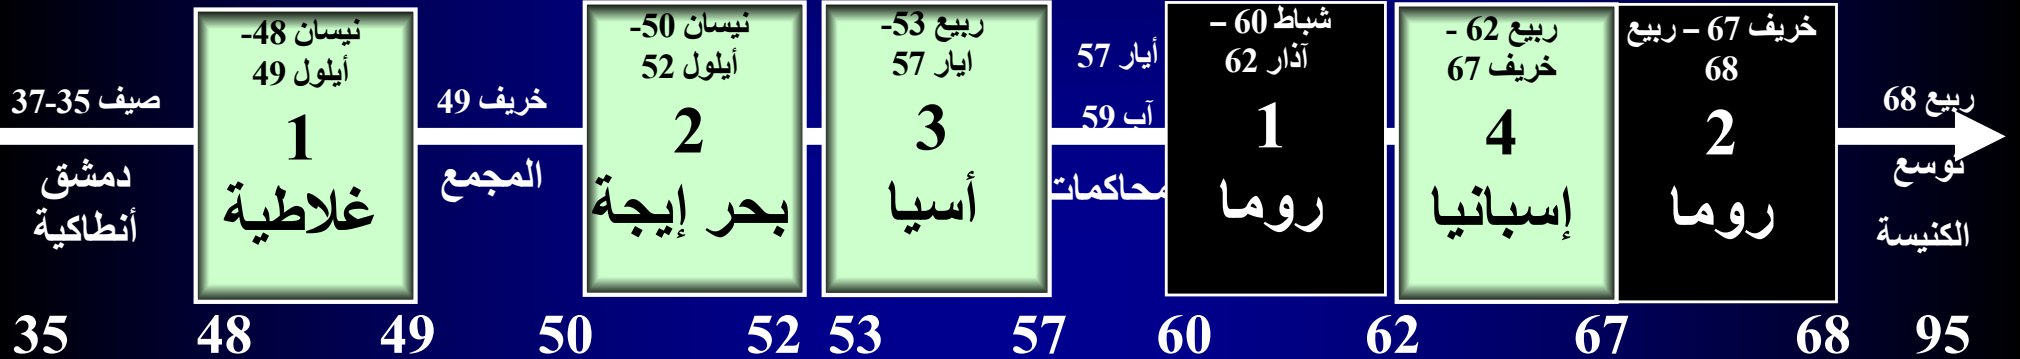 صيف 35-37
دمشق
أنطاكية
نيسان 48-
أيلول 49
1
غلاطية
خريف 49
المجمع
نيسان 50-
أيلول 52
2
بحر إيجة
ربيع 53-
ايار 57
3
أسيا
أيار 57
آب 59
محاكمات
شباط 60 –
آذار 62
1
روما
ربيع 62 -
خريف 67
4
إسبانيا
خريف 67 – ربيع
68
2
روما
ربيع 68
توسع
الكنيسة
35 48 49 50 52 53 57 60 62 67 68 95